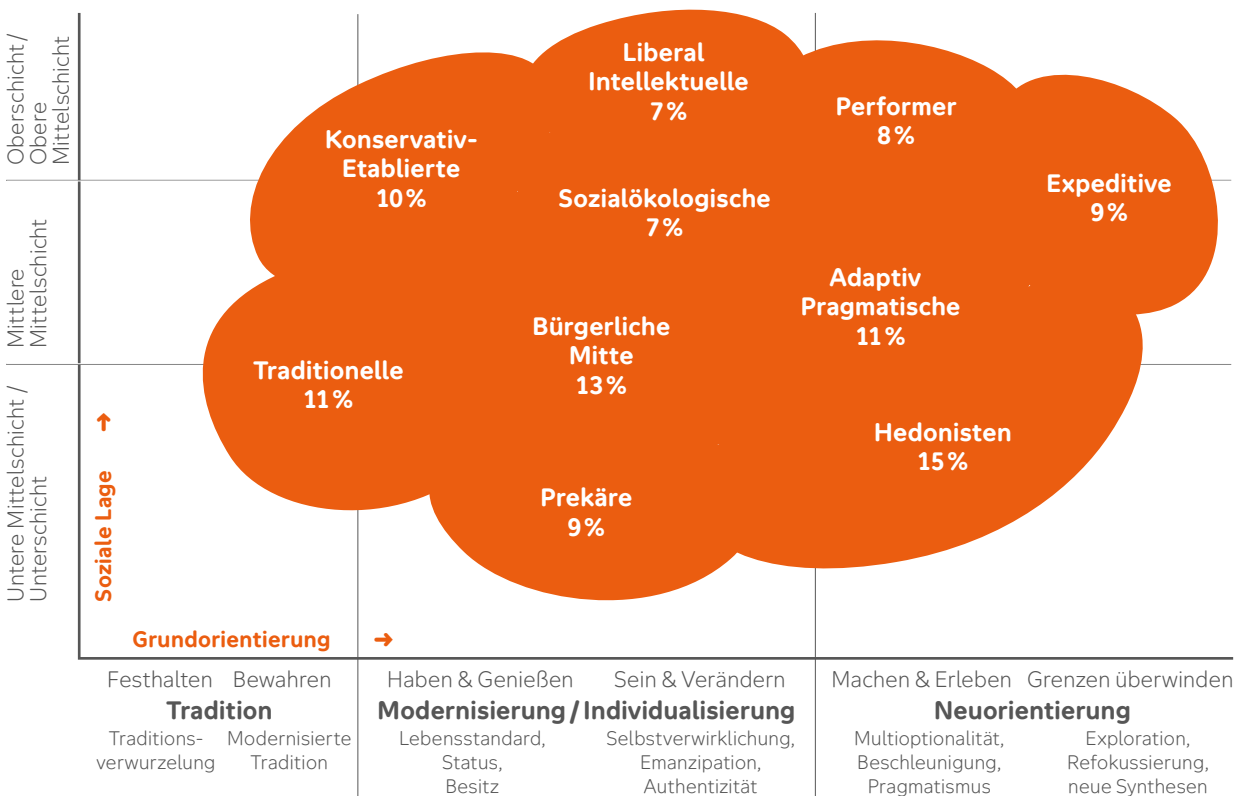 Oberschicht /
Obere
Mittelschicht
Mittlere
Mittelschicht
Untere Mittelschicht /
Unterschicht
Soziale Lage →
Liberal
Intellektuelle
7 %
Performer
8 %
Konservativ-
Etablierte
10 %
Expeditive
9 %
Sozialökologische
7 %
Adaptiv
Pragmatische
11 %
Bürgerliche
Mitte
13 %
Traditionelle
11 %
Hedonisten
15 %
Prekäre
9 %
Grundorientierung →
Festhalten Bewahren
Tradition
Traditions-
verwurzelung
Modernisierte
Tradition
Haben & Genießen Sein & Verändern
Modernisierung / Individualisierung
Lebensstandard,
Status,
Besitz
Selbstverwirklichung,
Emanzipation,
Authentizität
Machen & Erleben Grenzen überwinden
Neuorientierung
Multioptionalität,
Beschleunigung,
Pragmatismus
Exploration,
Refokussierung,
neue Synthesen